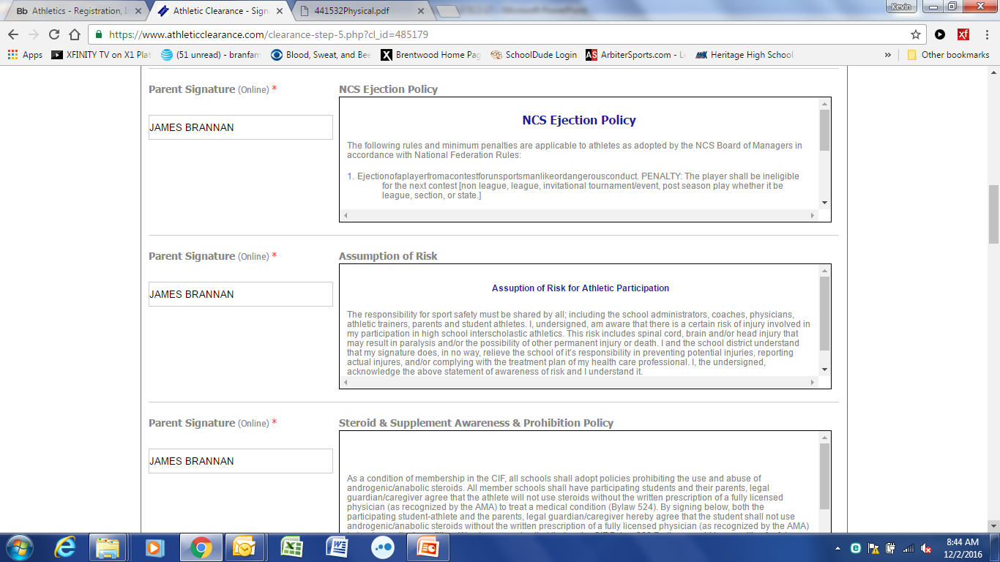 Athletics - Registration, I
Athletic Clearance - Sign
441532Physical.pdf
Kevin
https://www.athleticclearance.com/clearance-step-5.php?cl_id=485179
Apps XFINITY TV on X1 Plat (51 unread) - branfam Blood, Sweat, and Bee Brentwood Home Pag SchoolDude Login ArbiterSports.com - Lo Heritage High School » Other bookmarks
Parent Signature (Online) * NCS Ejection Policy
JAMES BRANNAN
NCS Ejection Policy
The following rules and minimum penalties are applicable to athletes as adopted by the NCS Board of Managers in
accordance with National Federation Rules:
1. Ejectionofaplayerfromacontestforunsportsmanlikeordangerousconduct. PENALTY: The player shall be ineligible
for the next contest [non league, league, invitational tournament/event, post season play whether it be
league, section, or state.]
Parent Signature (Online) * Assumption of Risk
JAMES BRANNAN
Assuption of Risk for Athletic Participation
The responsibility for sport safety must be shared by all; including the school administrators, coaches, physicians,
athletic trainers, parents and student athletes. I, undersigned, am aware that there is a certain risk of injury involved in
my participation in high school interscholastic athletics. This risk includes spinal cord, brain and/or head injury that
may result in paralysis and/or the possibility of other permanent injury or death. I and the school district understand
that my signature does, in no way, relieve the school of it's responsibility in preventing potential injuries, reporting
actual injures, and/or complying with the treatment plan of my health care professional. I, the undersigned,
acknowledge the above statement of awareness of risk and I understand it.
Parent Signature (Online) * Steroid & Supplement Awareness & Prohibition Policy
JAMES BRANNAN
As a condition of membership in the CIF, all schools shall adopt policies prohibiting the use and abuse of
androgenic/anabolic steroids. All member schools shall have participating students and their parents, legal
guardian/caregiver agree that the athlete will not use steroids without the written prescription of a fully licensed
physician (as recognized by the AMA) to treat a medical condition (Bylaw 524). By signing below, both the
participating student-athlete and the parents, legal guardian/caregiver hereby agree that the student shall not use
androgenic/anabolic steroids without the written prescription of a fully licensed physician (as recognized by the AMA)
8:44 AM
12/2/2016